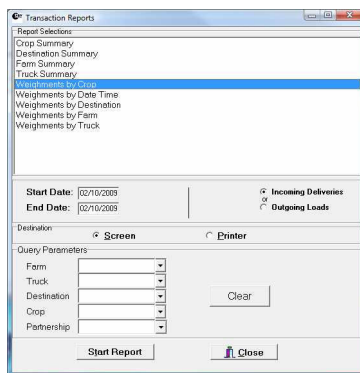 Transaction Reports
Report Selections
Crop Summary
Destination Summary
Farm Summary
Truck Summary
Weighments by Crop
Weighments by Date Time
Weighments by Destination
Weighments by Farm
Weighments by Truck
Start Date: 02/10/2009
End Date: 02/10/2009
Incoming Deliveries
or
Outgoing Loads
Destination
Screen
Printer
Query Parameters
Farm
Truck
Destination
Crop
Partnership
Clear
Start Report
Close